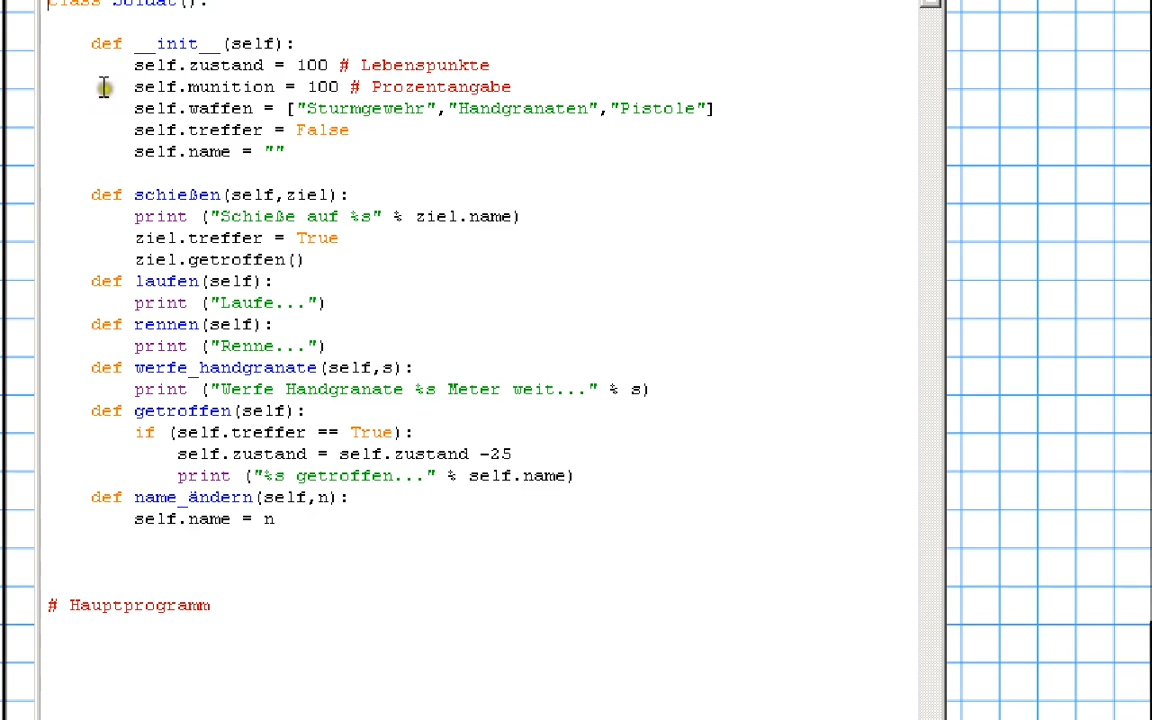 class Soldat():
def __init__(self):
self.zustand = 100 # Lebenspunkte
self.munition = 100 # Prozentangabe
self.waffen = ["Sturmgewehr","Handgranaten","Pistole"]
self.treffer = False
self.name = ""
def schießen(self,ziel):
print ("Schieße auf %s" % ziel.name)
ziel.treffer = True
ziel.getroffen()
def laufen(self):
print ("Laufe...")
def rennen(self):
print ("Renne...")
def werfe_handgranate(self,s):
print ("Werfe Handgranate %s Meter weit..." % s)
def getroffen(self):
if (self.treffer == True):
self.zustand = self.zustand -25
print ("%s getroffen..." % self.name)
def name_ändern(self,n):
self.name = n
# Hauptprogramm